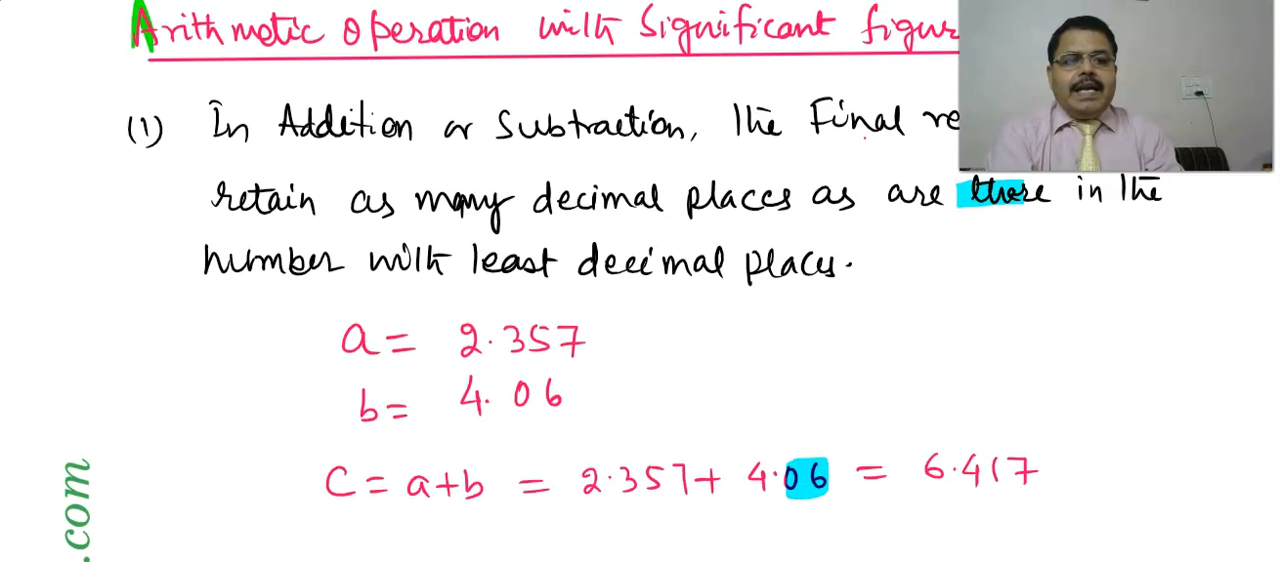 Arithmetic operation with Significant figur
(1) In Addition or Subtraction, the Final re
retain as many decimal places as are there in the
number with least decimal places.
a = 2.357
b = 4.06
C = a+b = 2.357+ 4.06 = 6.417
.com